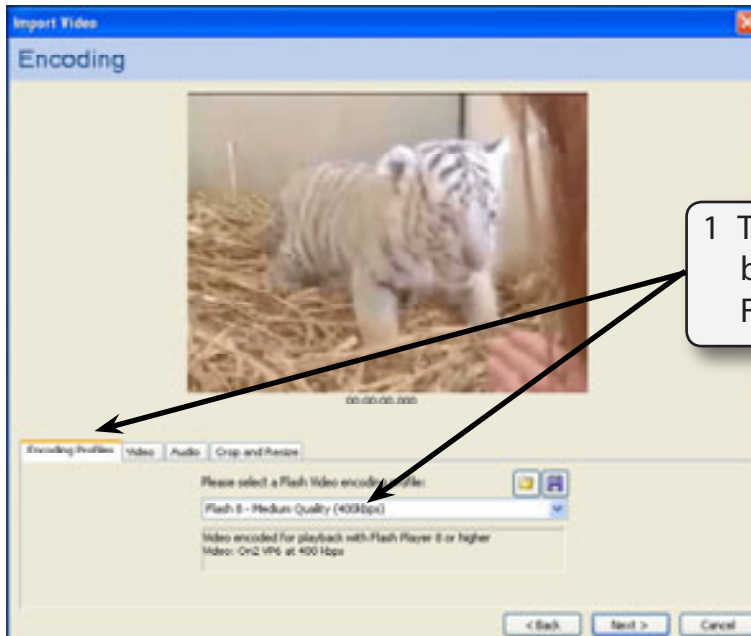 Import Video
Encoding
1 T
b
P
00:00:00.000
Encoding Profiles Video Audio Crop and Resize
Please select a Flash Video encoding profile:
Flash 8 - Medium Quality (400kbps)
Video encoded for playback with Flash Player 8 or higher
Video: On2 VP6 at 400 kbps
< Back Next > Cancel